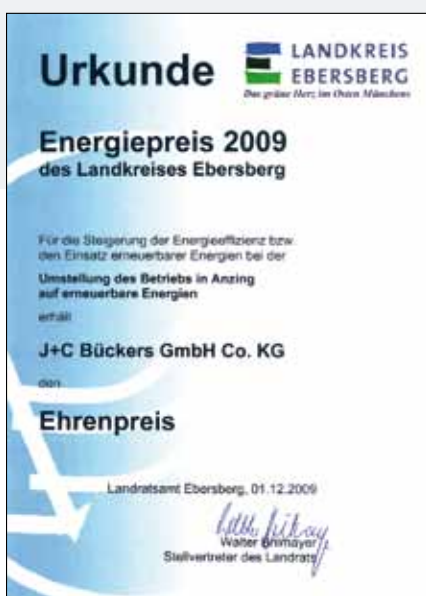 Urkunde
LANDKREIS
EBERSBERG
Das grüne Herz im Osten Münchens
Energiepreis 2009
des Landkreises Ebersberg
Für die Steigerung der Energieeffizienz bzw.
den Einsatz erneuerbarer Energien bei der
Umstellung des Betriebs in Anzing
auf erneuerbare Energien
erhält
J+C Bückers GmbH Co. KG
den
Ehrenpreis
Landratsamt Ebersberg, 01.12.2009
Walter Brilmayer
Stellvertreter des Landrats